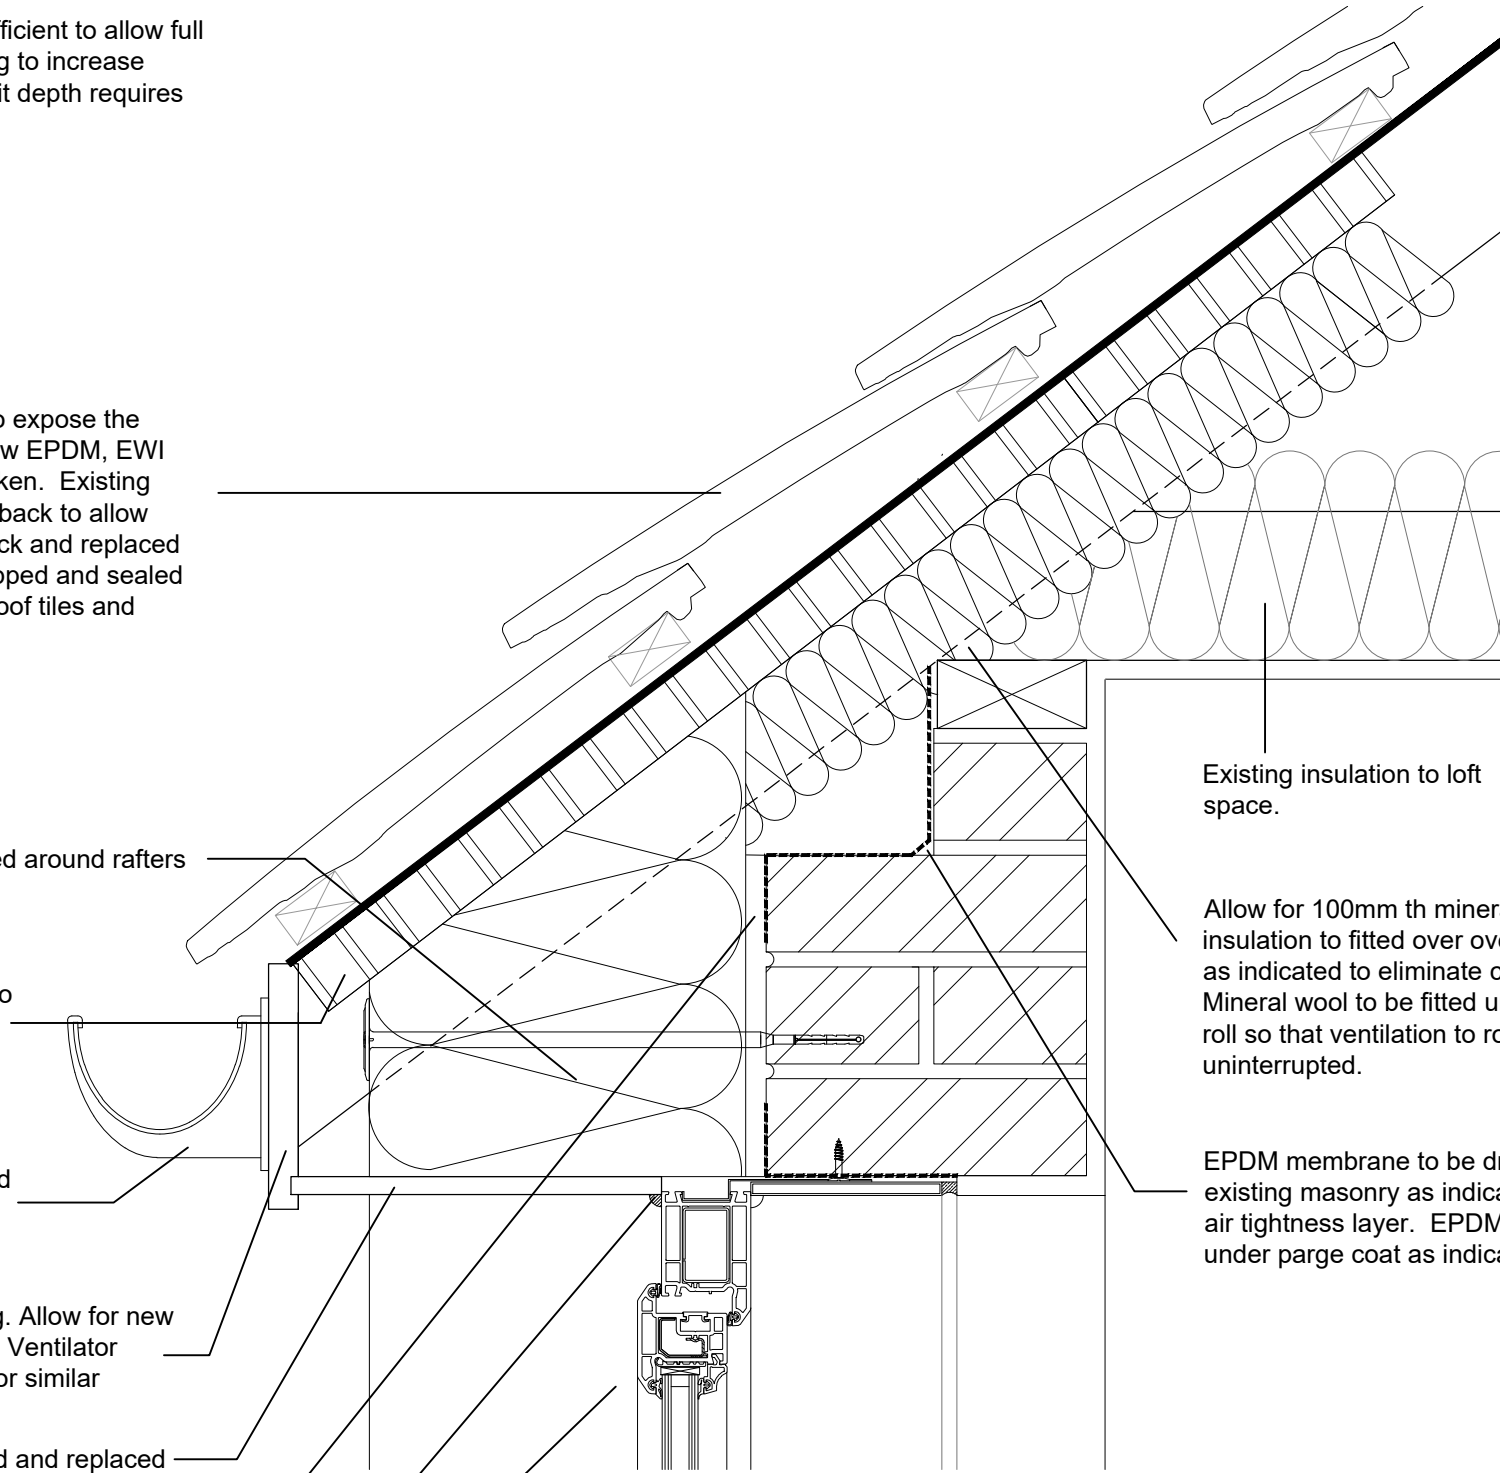 fficient to allow full
g to increase
it depth requires
o expose the
w EPDM, EWI
ken. Existing
back to allow
ck and replaced
pped and sealed
oof tiles and
ed around rafters
o
d
g. Allow for new
Ventilator
or similar
d and replaced
Existing insulation to loft
space.
Allow for 100mm th miner
insulation to fitted over ov
as indicated to eliminate c
Mineral wool to be fitted u
roll so that ventilation to ro
uninterrupted.
EPDM membrane to be dr
existing masonry as indica
air tightness layer. EPDM
under parge coat as indica